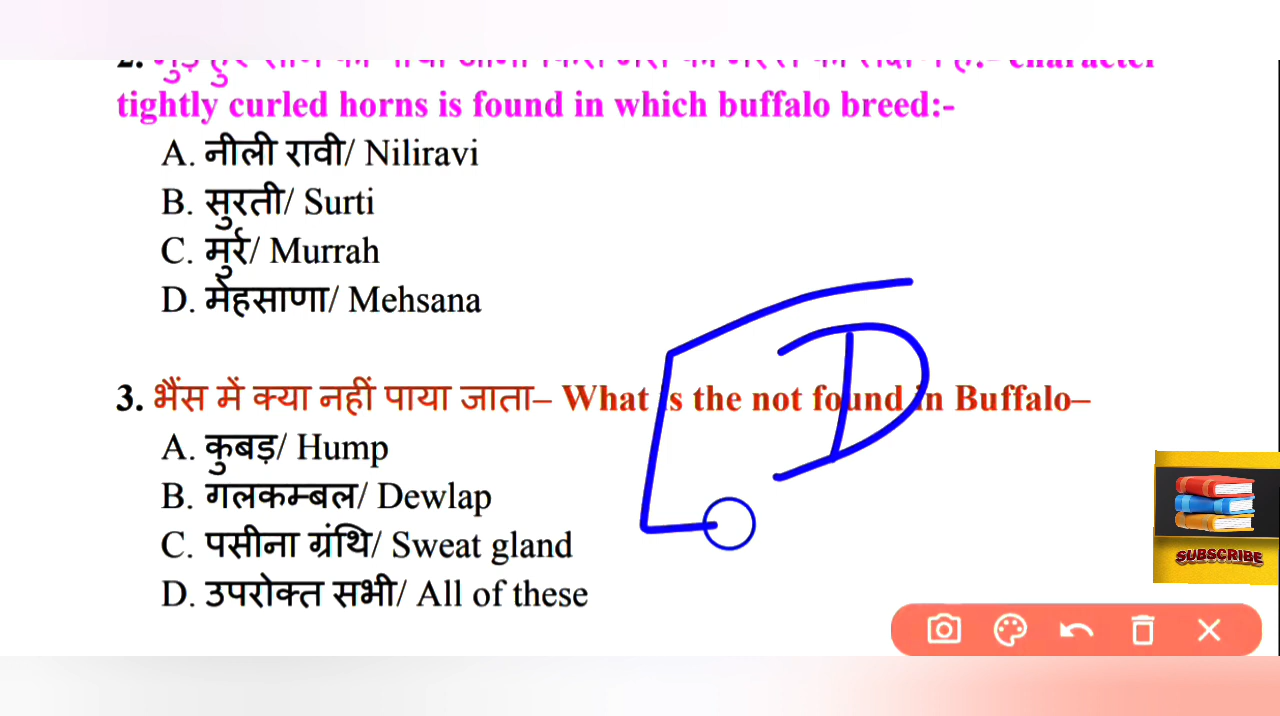 character
tightly curled horns is found in which buffalo breed:-
A. नीली रावी/ Niliravi
B. सुरती/ Surti
C. मुर्र/ Murrah
D. मेहसाणा/ Mehsana
3. भैंस में क्या नहीं पाया जाता– What is the not found in Buffalo–
A. कुबड़/ Hump
B. गलकम्बल/ Dewlap
C. पसीना ग्रंथि/ Sweat gland
D. उपरोक्त सभी/ All of these
D
SUBSCRIBE